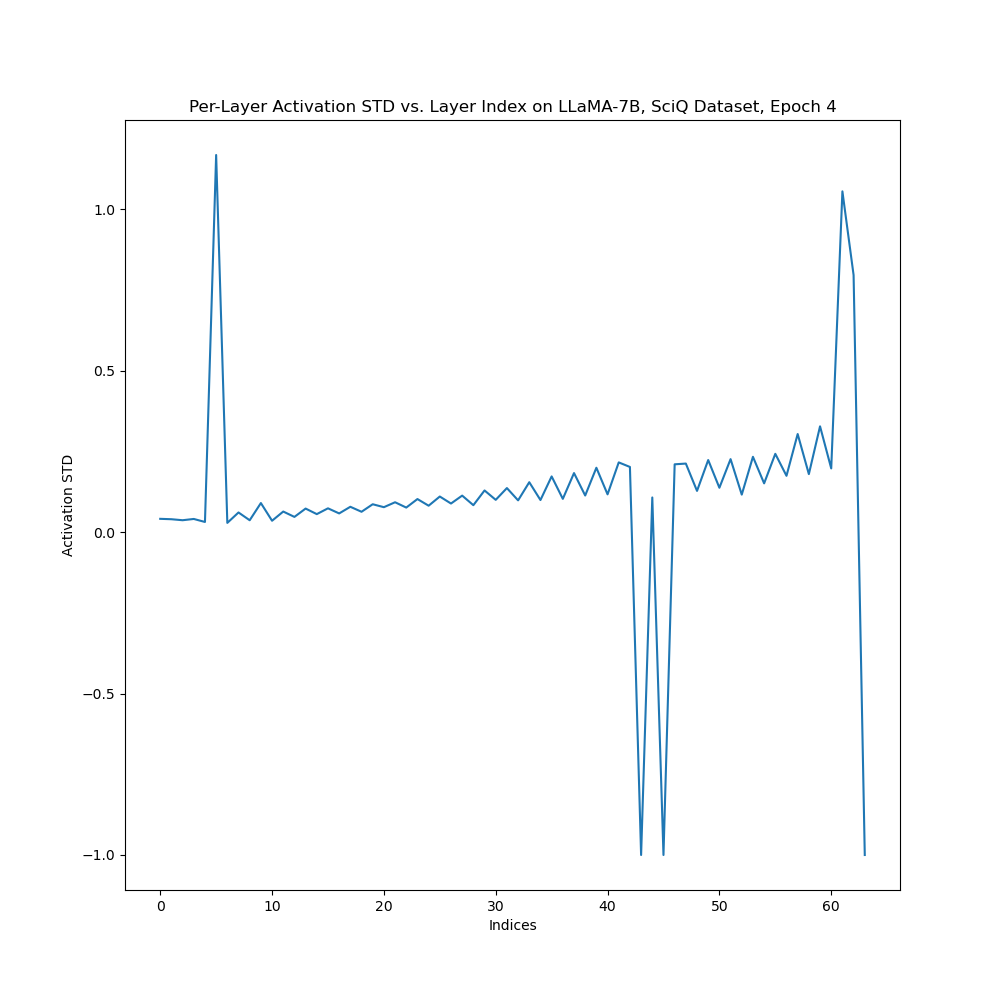 Per-Layer Activation STD vs. Layer Index on LLaMA-7B, SciQ Dataset, Epoch 4
1.0
0.5
0.0
−0.5
−1.0
Activation STD
0 10 20 30 40 50 60
Indices